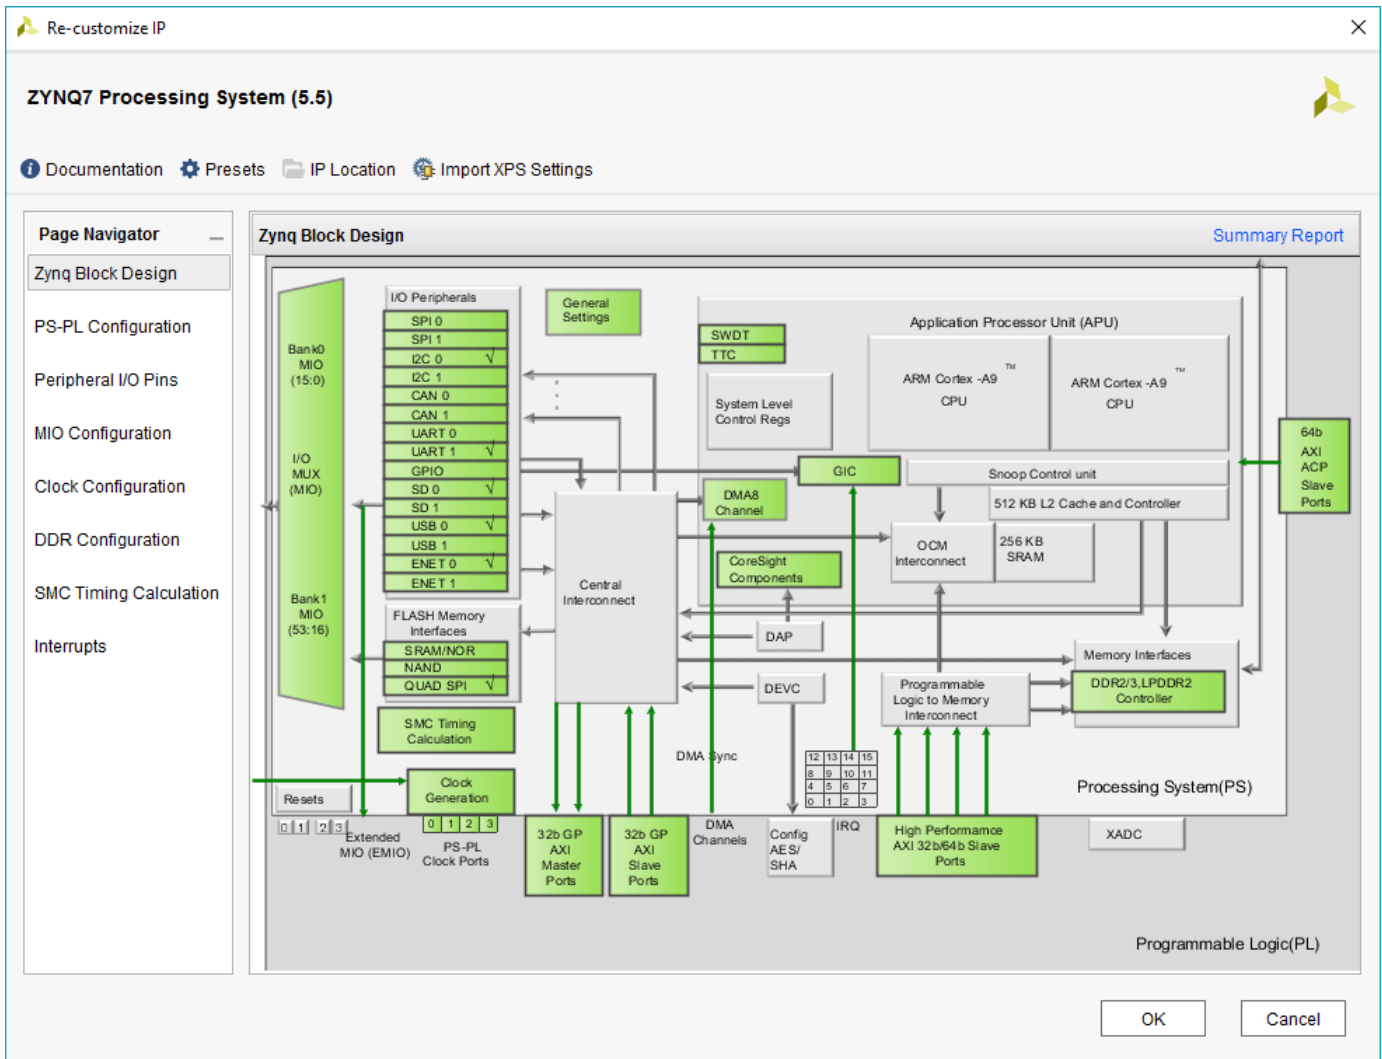 Re-customize IP
ZYNQ7 Processing System (5.5)
Documentation
Presets
IP Location
Import XPS Settings
Page Navigator
Zynq Block Design
PS-PL Configuration
Peripheral I/O Pins
MIO Configuration
Clock Configuration
DDR Configuration
SMC Timing Calculation
Interrupts
Zynq Block Design
Summary Report
Bank0
MIO
(15:0)
I/O
MUX
(MIO)
Bank1
MIO
(53:16)
I/O Peripherals
SPI 0
SPI 1
I2C 0 √
I2C 1
CAN 0
CAN 1
UART 0
UART 1 √
GPIO
SD 0 √
SD 1
USB 0 √
USB 1
ENET 0 √
ENET 1
FLASH Memory
Interfaces
SRAM/NOR
NAND
QUAD SPI √
SMC Timing
Calculation
General
Settings
Application Processor Unit (APU)
SWDT
TTC
System Level
Control Regs
ARM Cortex -A9 ™
CPU
ARM Cortex -A9 ™
CPU
GIC
Snoop Control unit
512 KB L2 Cache and Controller
DMA8
Channel
OCM
Interconnect
256 KB
SRAM
CoreSight
Components
Central
Interconnect
DAP
DEVC
64b
AXI
ACP
Slave
Ports
Programmable
Logic to Memory
Interconnect
Memory Interfaces
DDR2/3,LPDDR2
Controller
DMA Sync
12 13 14 15
8 9 10 11
4 5 6 7
0 1 2 3
Processing System(PS)
Resets
0 1 2 3
Clock
Generation
0 1 2 3
Extended
MIO (EMIO)
PS-PL
Clock Ports
32b GP
AXI
Master
Ports
32b GP
AXI
Slave
Ports
DMA
Channels
Config
AES/
SHA
IRQ
High Performamce
AXI 32b/64b Slave
Ports
XADC
Programmable Logic(PL)
OK
Cancel